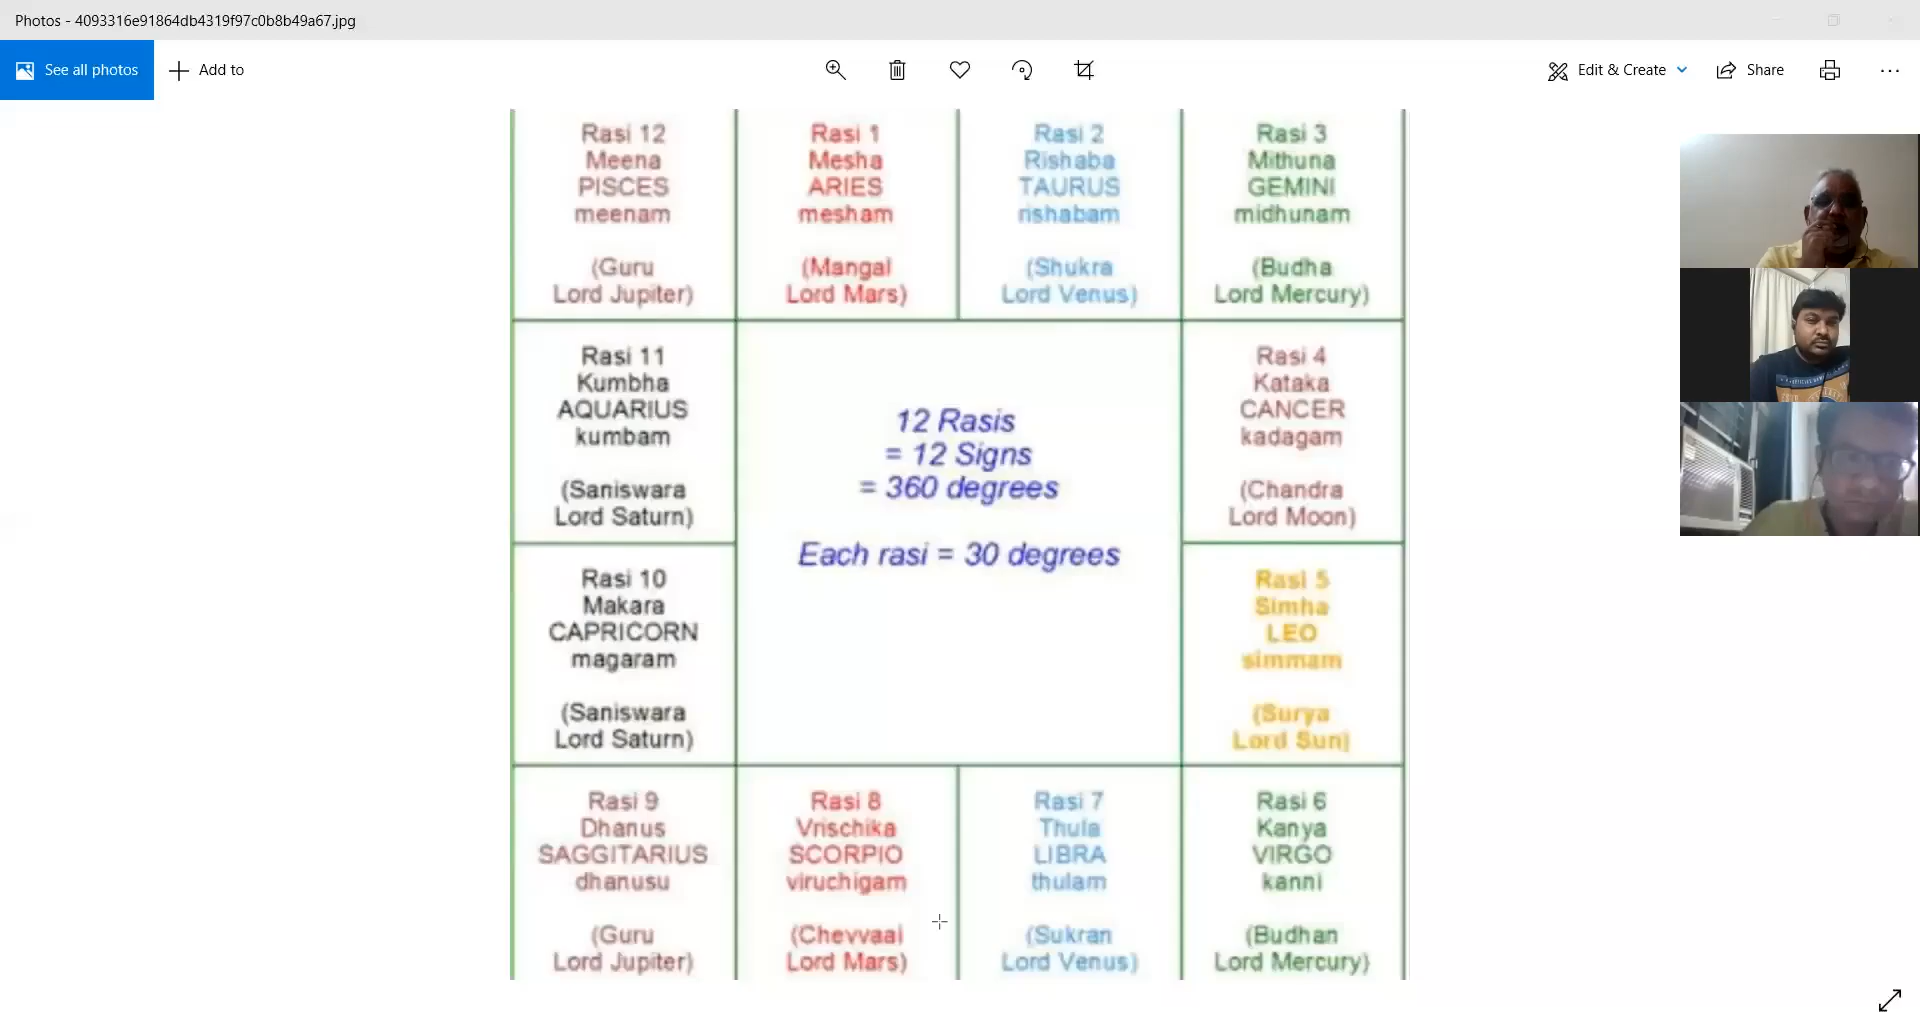 Photos - 4093316e91864db4319f97c0b8b49a67.jpg
See all photos
Add to
Edit & Create
Share
Rasi 12
Meena
PISCES
meenam
(Guru
Lord Jupiter)
Rasi 1
Mesha
ARIES
mesham
(Mangal
Lord Mars)
Rasi 2
Rishaba
TAURUS
rishabam
(Shukra
Lord Venus)
Rasi 3
Mithuna
GEMINI
midhunam
(Budha
Lord Mercury)
Rasi 11
Kumbha
AQUARIUS
kumbam
(Saniswara
Lord Saturn)
12 Rasis
= 12 Signs
= 360 degrees
Each rasi = 30 degrees
Rasi 4
Kataka
CANCER
kadagam
(Chandra
Lord Moon)
Rasi 10
Makara
CAPRICORN
magaram
(Saniswara
Lord Saturn)
Rasi 5
Simha
LEO
simmam
(Surya
Lord Sun)
Rasi 9
Dhanus
SAGGITARIUS
dhanusu
(Guru
Lord Jupiter)
Rasi 8
Vrischika
SCORPIO
viruchigam
(Chevvaai
Lord Mars)
Rasi 7
Thula
LIBRA
thulam
(Sukran
Lord Venus)
Rasi 6
Kanya
VIRGO
kanni
(Budhan
Lord Mercury)